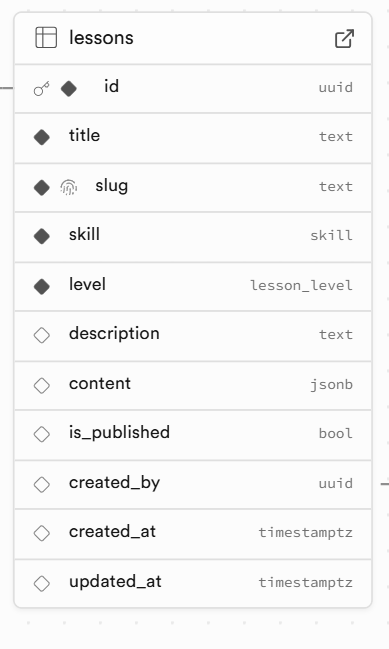 lessons
id uuid
title text
slug text
skill skill
level lesson_level
description text
content jsonb
is_published bool
created_by uuid
created_at timestamptz
updated_at timestamptz